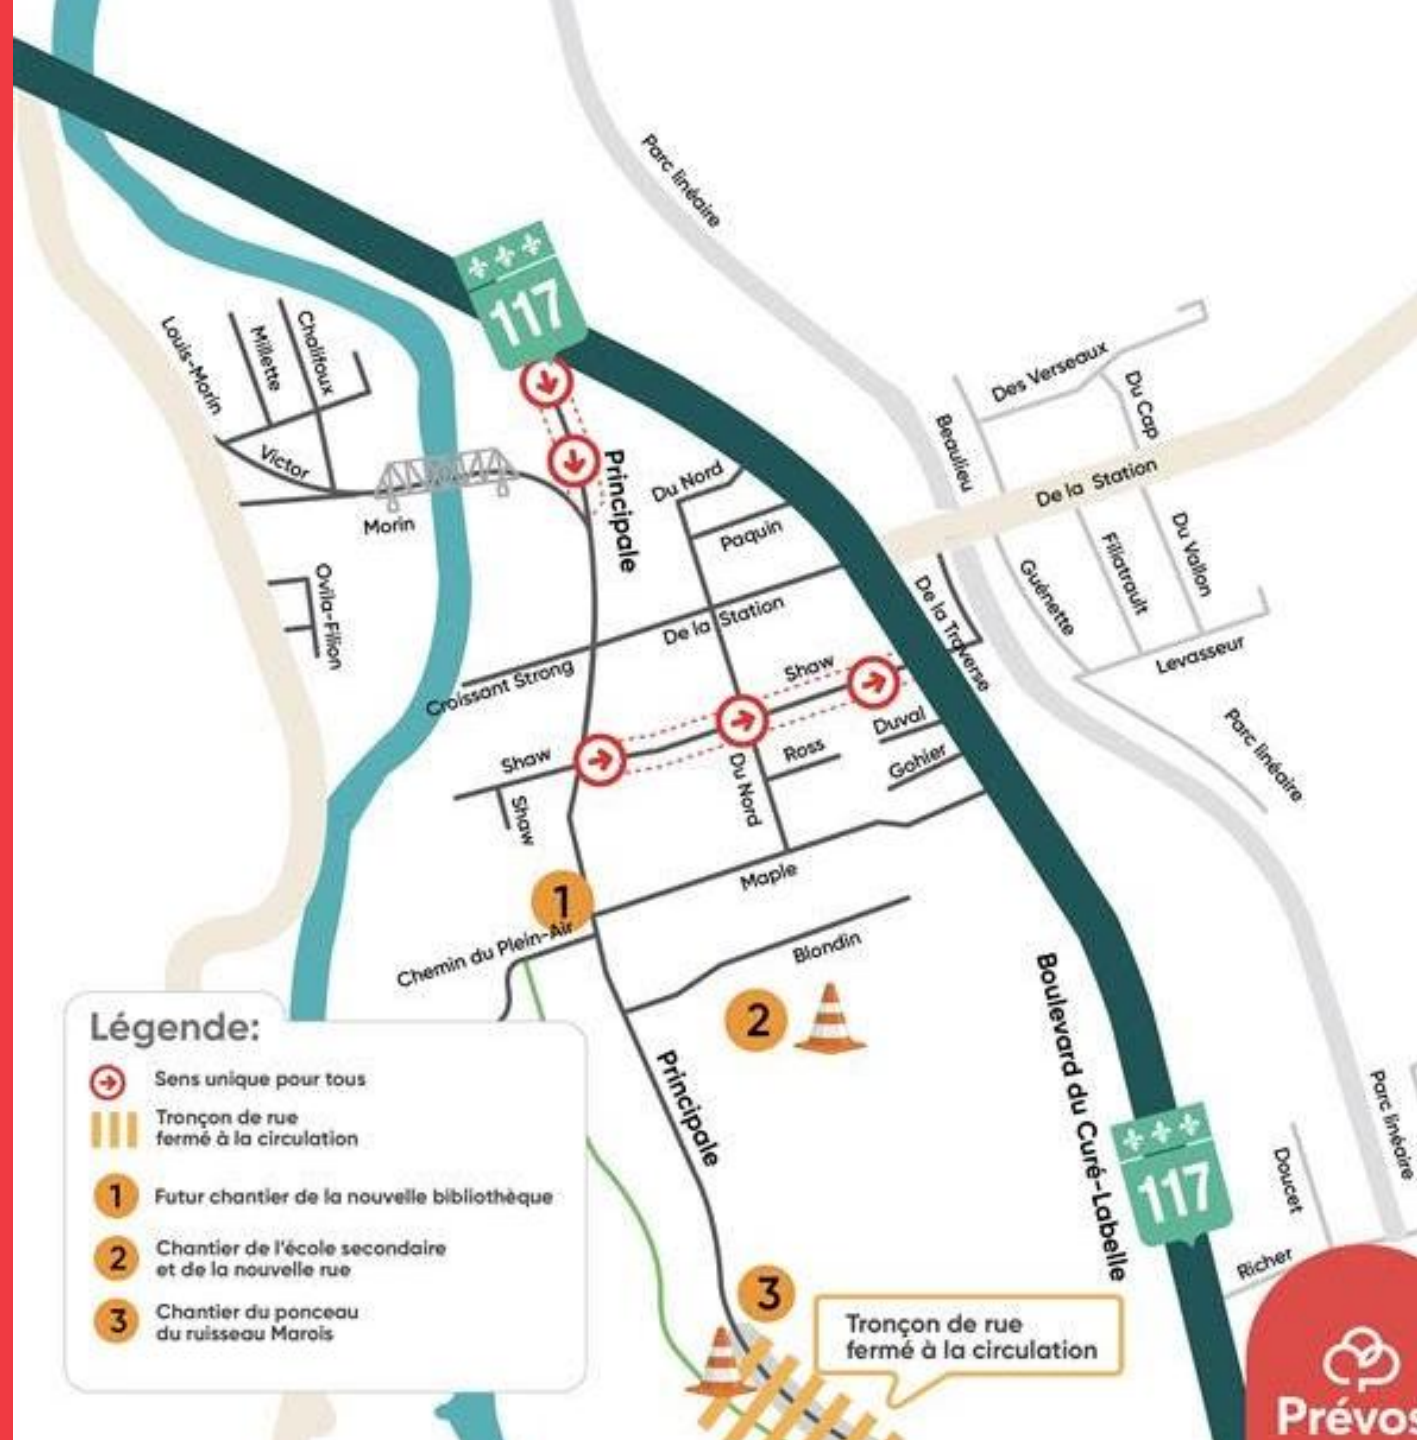 Parc linéaire
117
Louis-Morin
Millette
Chalifoux
Victor
Morin
Ovila-Filion
Principale
Du Nord
Paquin
De la Station
Croissant Strong
Shaw
Shaw
Shaw
Du Nord
Ross
Duval
Gohier
De la Traverse
Des Verseaux
Du Cap
Beaulieu
De la Station
Guénette
Filiatrault
Du Vallon
Levasseur
Parc linéaire
Maple
1
Chemin du Plein-Air
Blondin
2
Principale
Boulevard du Curé-Labelle
117
Parc linéaire
Doucet
Richer
3
Tronçon de rue
fermé à la circulation
Légende:
Sens unique pour tous
Tronçon de rue
fermé à la circulation
1 Futur chantier de la nouvelle bibliothèque
2 Chantier de l'école secondaire
et de la nouvelle rue
3 Chantier du ponceau
du ruisseau Marois